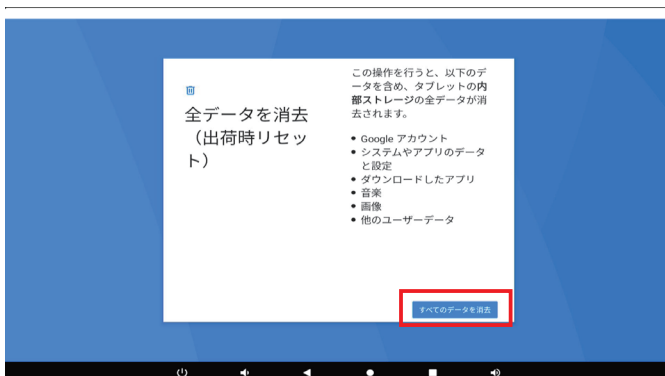 全データを消去
（出荷時リセッ
ト）
この操作を行うと、以下のデ
ータを含め、タブレットの内
部ストレージの全データが消
去されます。
• Google アカウント
• システムやアプリのデータ
と設定
• ダウンロードしたアプリ
• 音楽
• 画像
• 他のユーザーデータ
すべてのデータを消去